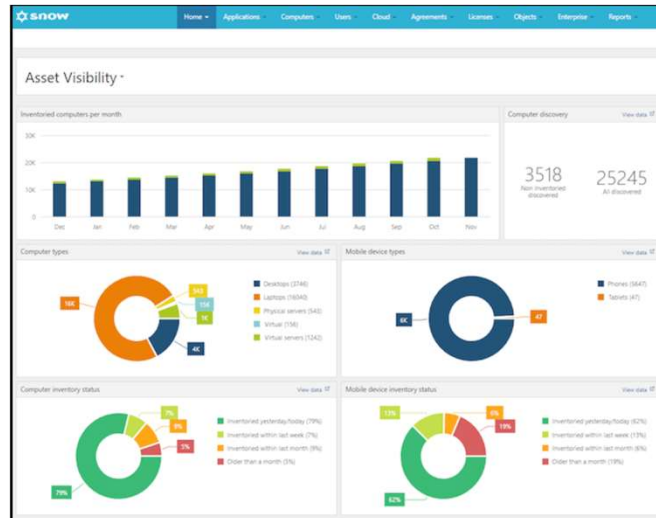 snow
Home Applications Computers Users Cloud Agreements Licenses Objects Enterprise Reports
Asset Visibility
Inventoried computers per month
30K
20K
10K
0
Dec Jan Feb Mar Apr May Jun Jul Aug Sep Oct Nov
Computer discovery View data
3518
Non inventoried
discovered
25245
All discovered
Computer types View data
16K
543
156
1K
4K
Desktops (3746)
Laptops (16340)
Physical servers (543)
Virtual (156)
Virtual servers (1242)
Mobile device types View data
6K
47
Phones (5647)
Tablets (47)
Computer inventory status View data
7%
9%
5%
79%
Inventoried yesterday/today (79%)
Inventoried within last week (7%)
Inventoried within last month (9%)
Older than a month (5%)
Mobile device inventory status View data
13%
6%
19%
62%
Inventoried yesterday/today (62%)
Inventoried within last week (13%)
Inventoried within last month (6%)
Older than a month (19%)